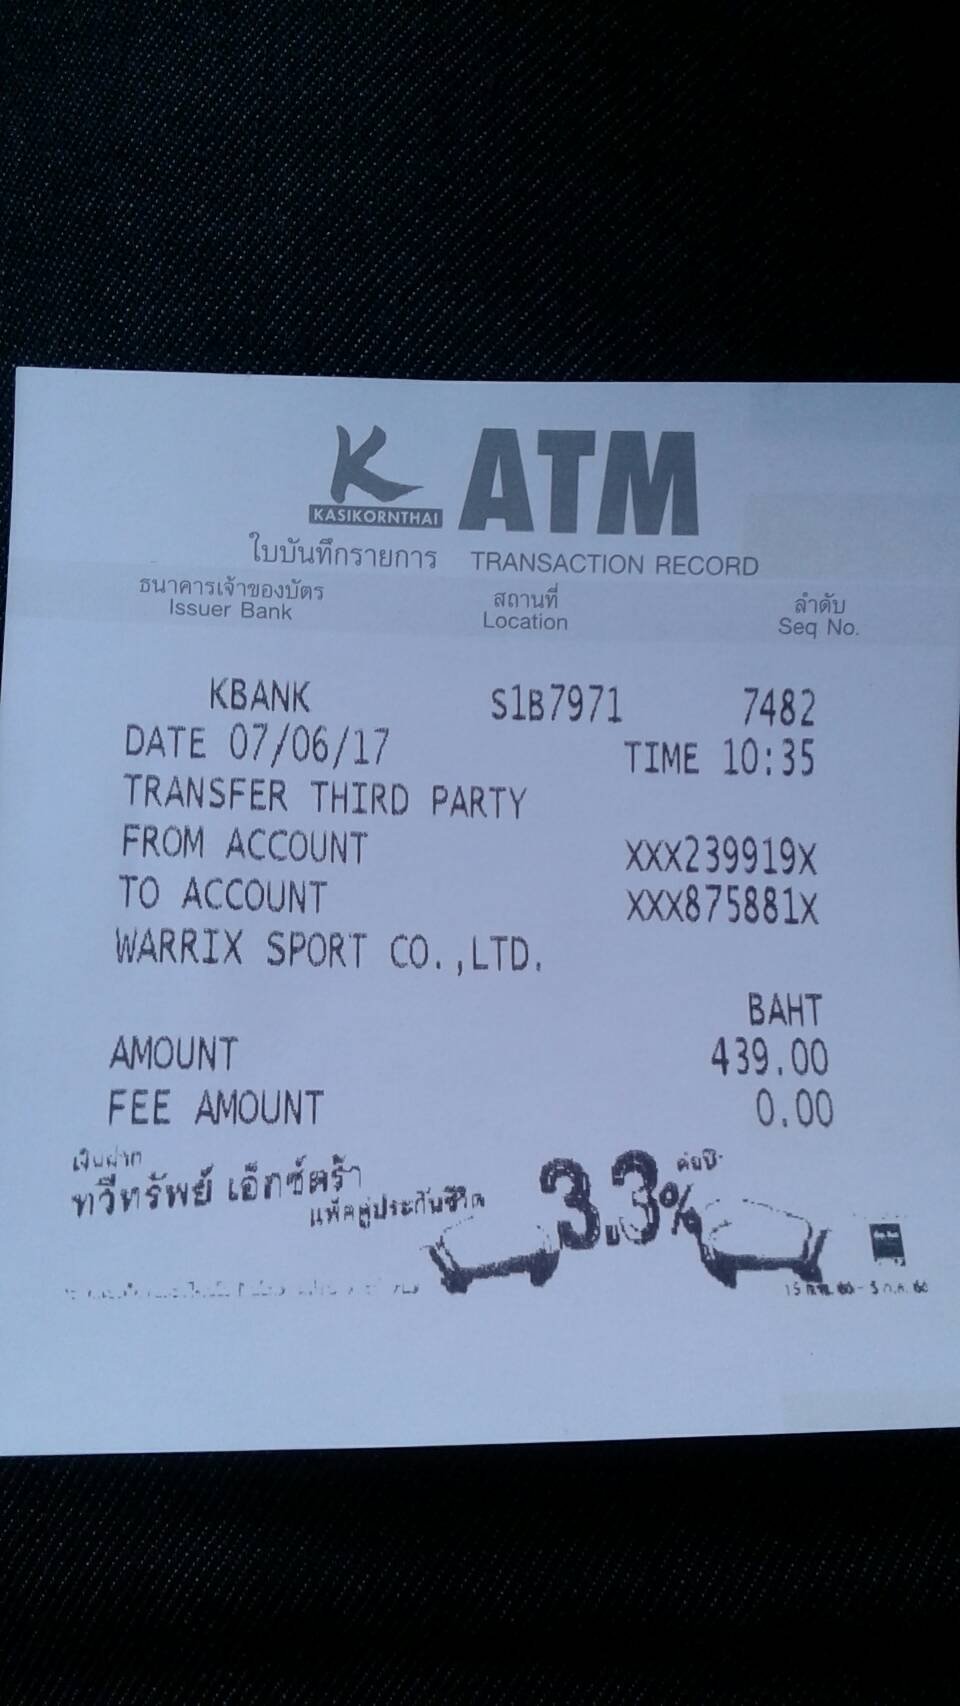 K ATM
KASIKORNTHAI
ใบบันทึกรายการ TRANSACTION RECORD
ธนาคารเจ้าของบัตร สถานที่ ลำดับ
Issuer Bank Location Seq No.
KBANK S1B7971 7482
DATE 07/06/17 TIME 10:35
TRANSFER THIRD PARTY
FROM ACCOUNT XXX239919X
TO ACCOUNT XXX875881X
WARRIX SPORT CO.,LTD.
BAHT
AMOUNT 439.00
FEE AMOUNT 0.00
เงินฝาก
ทวีทรัพย์ เอ็กซ์ตร้า
แพ็คคู่ประกันชีวิต 3.3% ต่อปี
60 - 5 ก.ค. 60